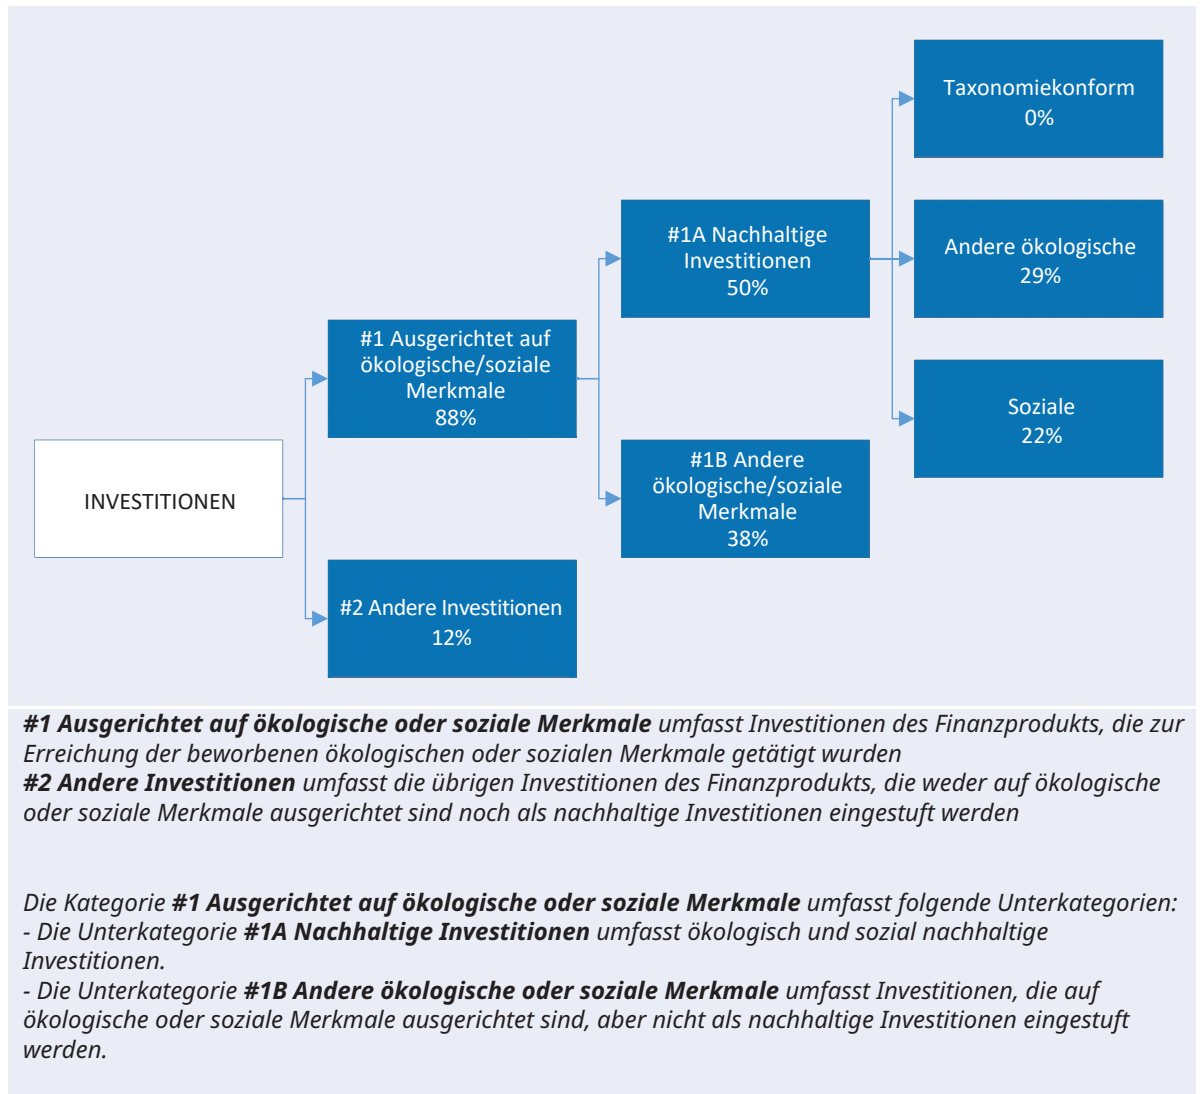 Taxonomiekonform
0%
#1A Nachhaltige
Investitionen
50%
Andere ökologische
29%
#1 Ausgerichtet auf
ökologische/soziale
Merkmale
88%
Soziale
22%
INVESTITIONEN
#1B Andere
ökologische/soziale
Merkmale
38%
#2 Andere Investitionen
12%
#1 Ausgerichtet auf ökologische oder soziale Merkmale umfasst Investitionen des Finanzprodukts, die zur
Erreichung der beworbenen ökologischen oder sozialen Merkmale getätigt wurden
#2 Andere Investitionen umfasst die übrigen Investitionen des Finanzprodukts, die weder auf ökologische
oder soziale Merkmale ausgerichtet sind noch als nachhaltige Investitionen eingestuft werden
Die Kategorie #1 Ausgerichtet auf ökologische oder soziale Merkmale umfasst folgende Unterkategorien:
- Die Unterkategorie #1A Nachhaltige Investitionen umfasst ökologisch und sozial nachhaltige
Investitionen.
- Die Unterkategorie #1B Andere ökologische oder soziale Merkmale umfasst Investitionen, die auf
ökologische oder soziale Merkmale ausgerichtet sind, aber nicht als nachhaltige Investitionen eingestuft
werden.